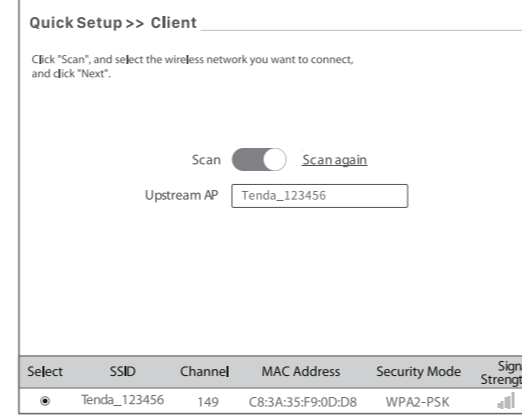 Quick Setup >> Client
Click "Scan", and select the wireless network you want to connect,
and click "Next".
Scan Scan again
Upstream AP Tenda_123456
Select SSID Channel MAC Address Security Mode
Tenda_123456 149 C8:3A:35:F9:0D:D8 WPA2-PSK